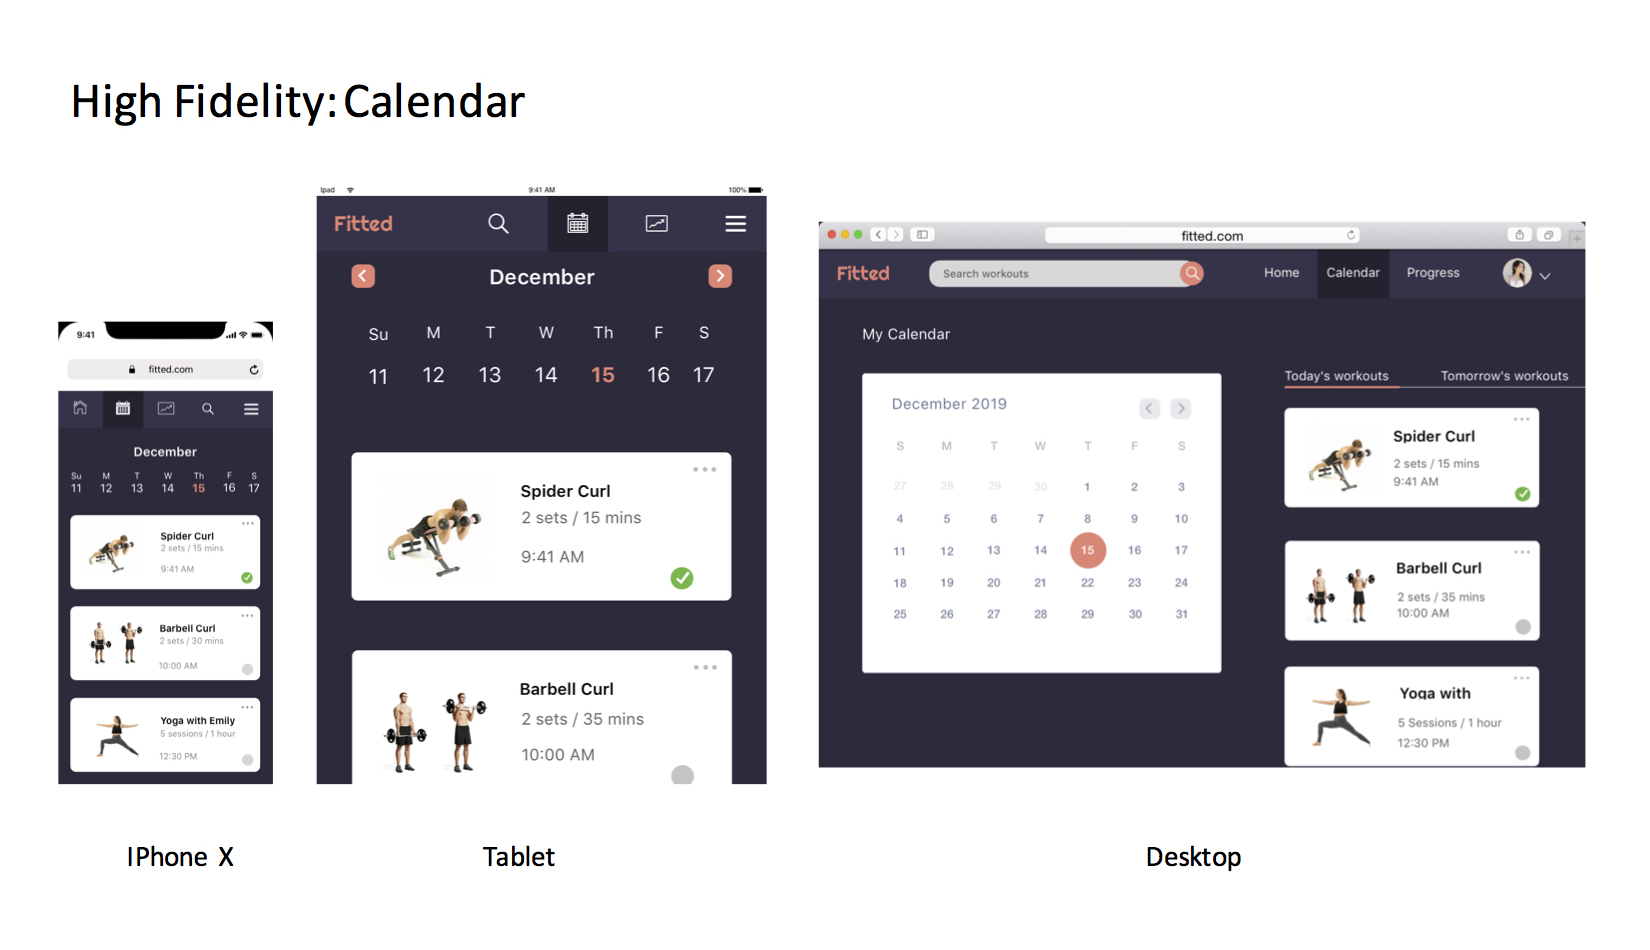 High Fidelity: Calendar
9:41
fitted.com
December
Su M T W Th F S
11 12 13 14 15 16 17
Spider Curl
2 sets / 15 mins
9:41 AM
Barbell Curl
2 sets / 30 mins
10:00 AM
Yoga with Emily
5 sessions / 1 hour
12:30 PM
IPhone X
Ipad 9:41 AM 100%
Fitted
December
Su M T W Th F S
11 12 13 14 15 16 17
Spider Curl
2 sets / 15 mins
9:41 AM
Barbell Curl
2 sets / 35 mins
10:00 AM
Tablet
fitted.com
Fitted Search workouts Home Calendar Progress
My Calendar
December 2019
S M T W T F S
27 28 29 30 1 2 3
4 5 6 7 8 9 10
11 12 13 14 15 16 17
18 19 20 21 22 23 24
25 26 27 28 29 30 31
Today's workouts Tomorrow's workouts
Spider Curl
2 sets / 15 mins
9:41 AM
Barbell Curl
2 sets / 35 mins
10:00 AM
Yoga with
5 Sessions / 1 hour
12:30 PM
Desktop